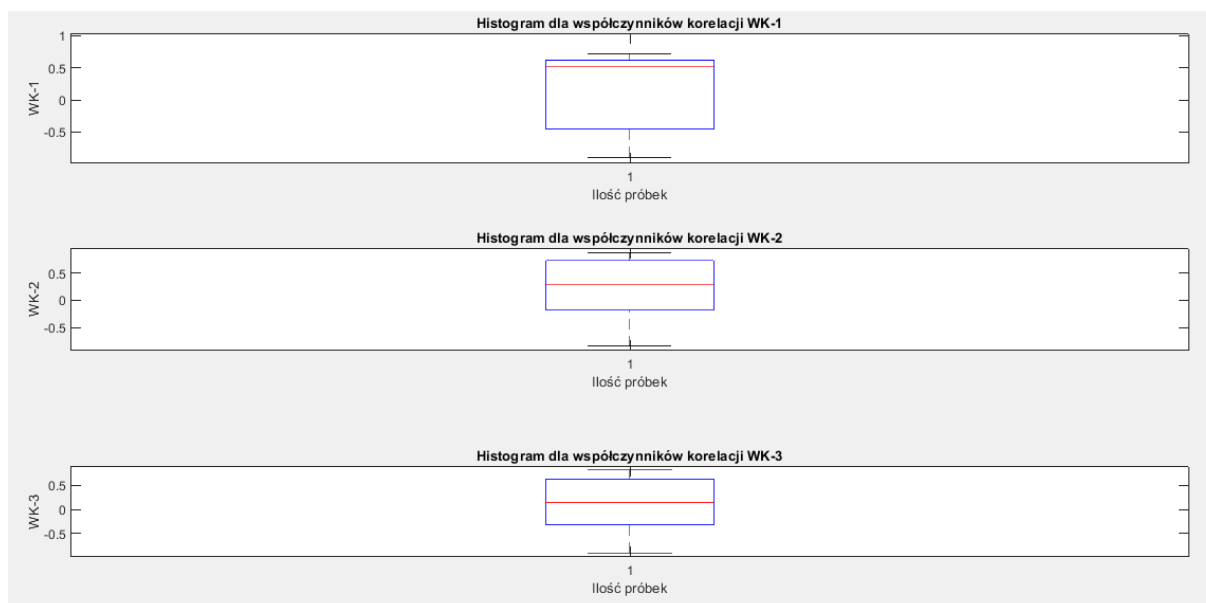 Histogram dla współczynników korelacji WK-1
1
0.5
0
-0.5
WK-1
1
Ilość próbek
Histogram dla współczynników korelacji WK-2
0.5
0
-0.5
WK-2
1
Ilość próbek
Histogram dla współczynników korelacji WK-3
0.5
0
-0.5
WK-3
1
Ilość próbek